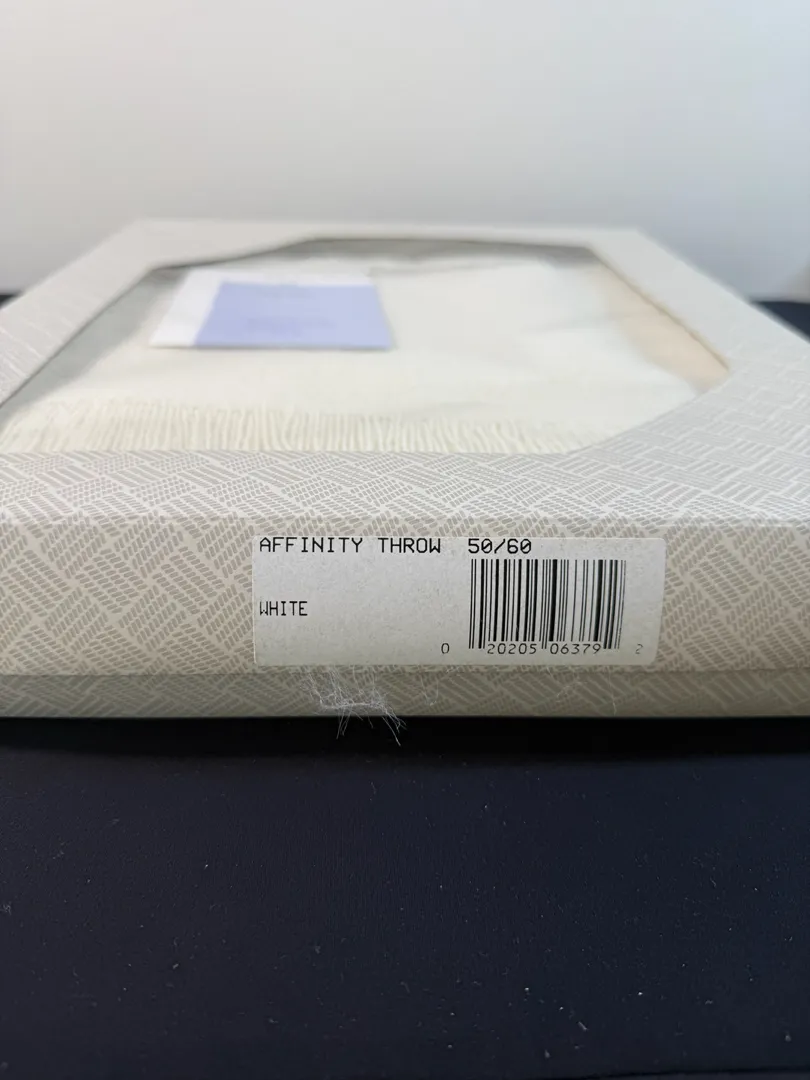 AFFINITY THROW 50/60
WHITE
0 20205 06379 2